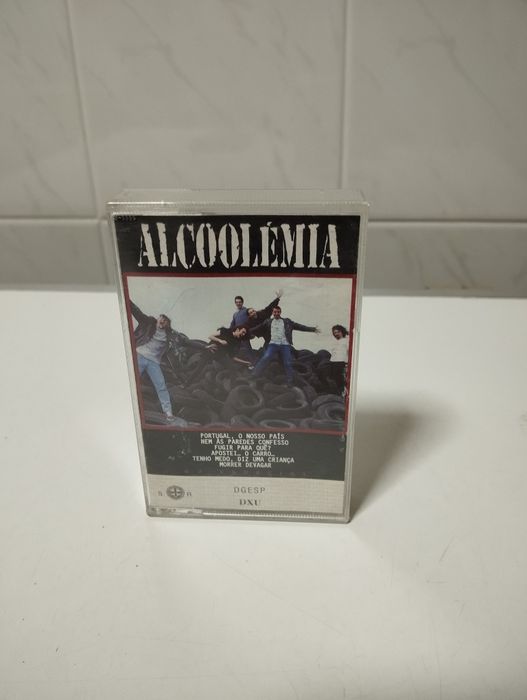 ALCOOLÉMIA
PORTUGAL, O NOSSO PAÍS
NEM ÀS PAREDES CONFESSO
FUGIR PARA QUÊ?
APOSTEI... O CARRO...
TENHO MEDO, DIZ UMA CRIANÇA
MORRER DEVAGAR
DGESP
DXU